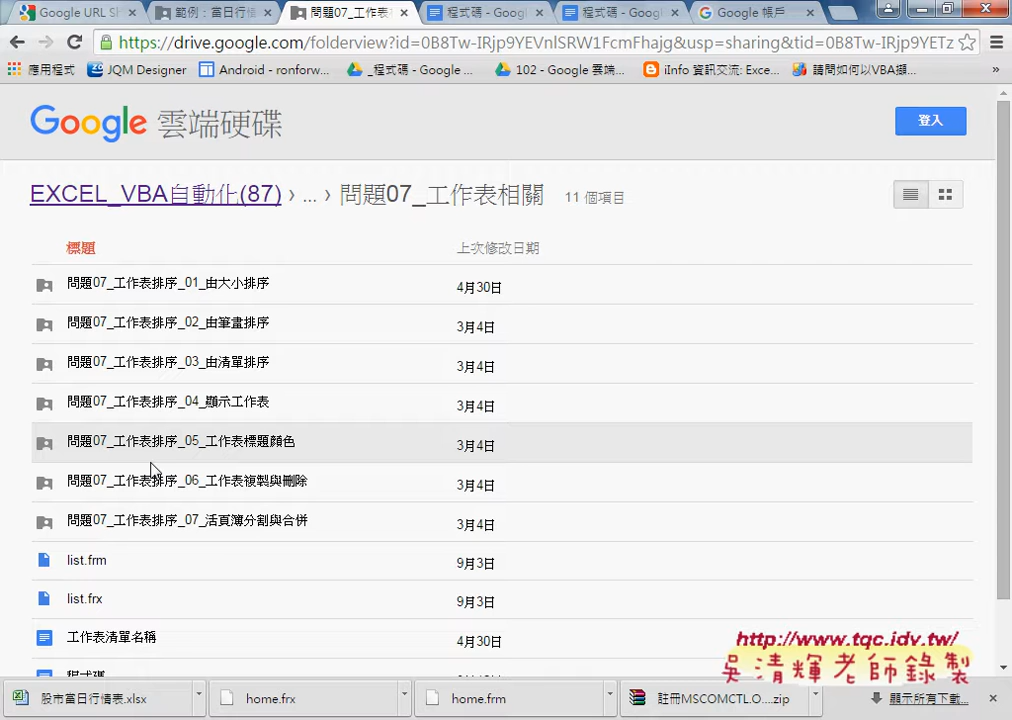 Google URL Sh
範例：當日行情
問題07_工作表
程式碼 - Goog
程式碼 - Googl
Google 帳戶
https://drive.google.com/folderview?id=0B8Tw-IRjp9YEVnlSRW1FcmFhajg&usp=sharing&tid=0B8Tw-IRjp9YETz
應用程式
JQM Designer
Android - ronforw...
_程式碼 - Google ...
102 - Google 雲端...
iInfo 資訊交流: Exce...
請問如何以VBA擷...
»
Google 雲端硬碟
登入
EXCEL_VBA自動化(87) › ... › 問題07_工作表相關 11 個項目
標題 上次修改日期
問題07_工作表排序_01_由大小排序 4月30日
問題07_工作表排序_02_由筆畫排序 3月4日
問題07_工作表排序_03_由清單排序 3月4日
問題07_工作表排序_04_顯示工作表 3月4日
問題07_工作表排序_05_工作表標題顏色 3月4日
問題07_工作表排序_06_工作表複製與刪除 3月4日
問題07_工作表排序_07_活頁簿分割與合併 3月4日
list.frm 9月3日
list.frx 9月3日
工作表清單名稱 4月30日
程式碼
http://www.tqc.idv.tw/
吳清輝老師錄製
股市當日行情表.xlsx
home.frx
home.frm
註冊MSCOMCTL.O....zip
顯示所有下載...